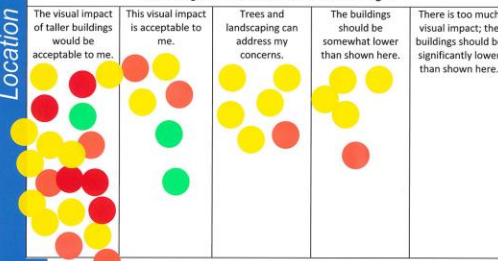 Location
The visual impact
of taller buildings
would be
acceptable to me.
This visual impact
is acceptable to
me.
Trees and
landscaping can
address my
concerns.
The buildings
should be
somewhat lower
than shown here.
There is too much
visual impact; the
buildings should be
significantly lower
than shown here.